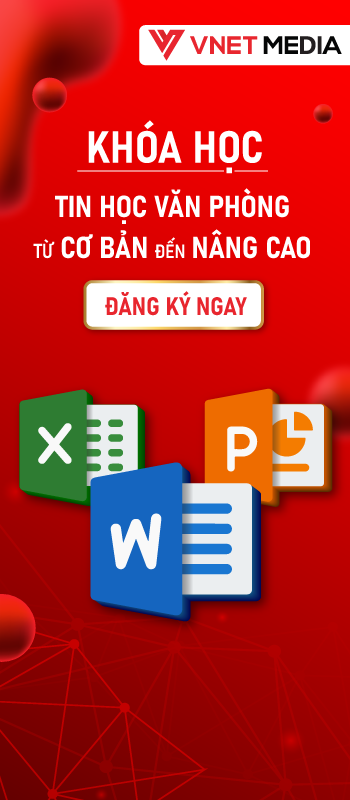 VNET MEDIA
KHÓA HỌC
TIN HỌC VĂN PHÒNG
TỪ CƠ BẢN ĐẾN NÂNG CAO
ĐĂNG KÝ NGAY
X
P
W